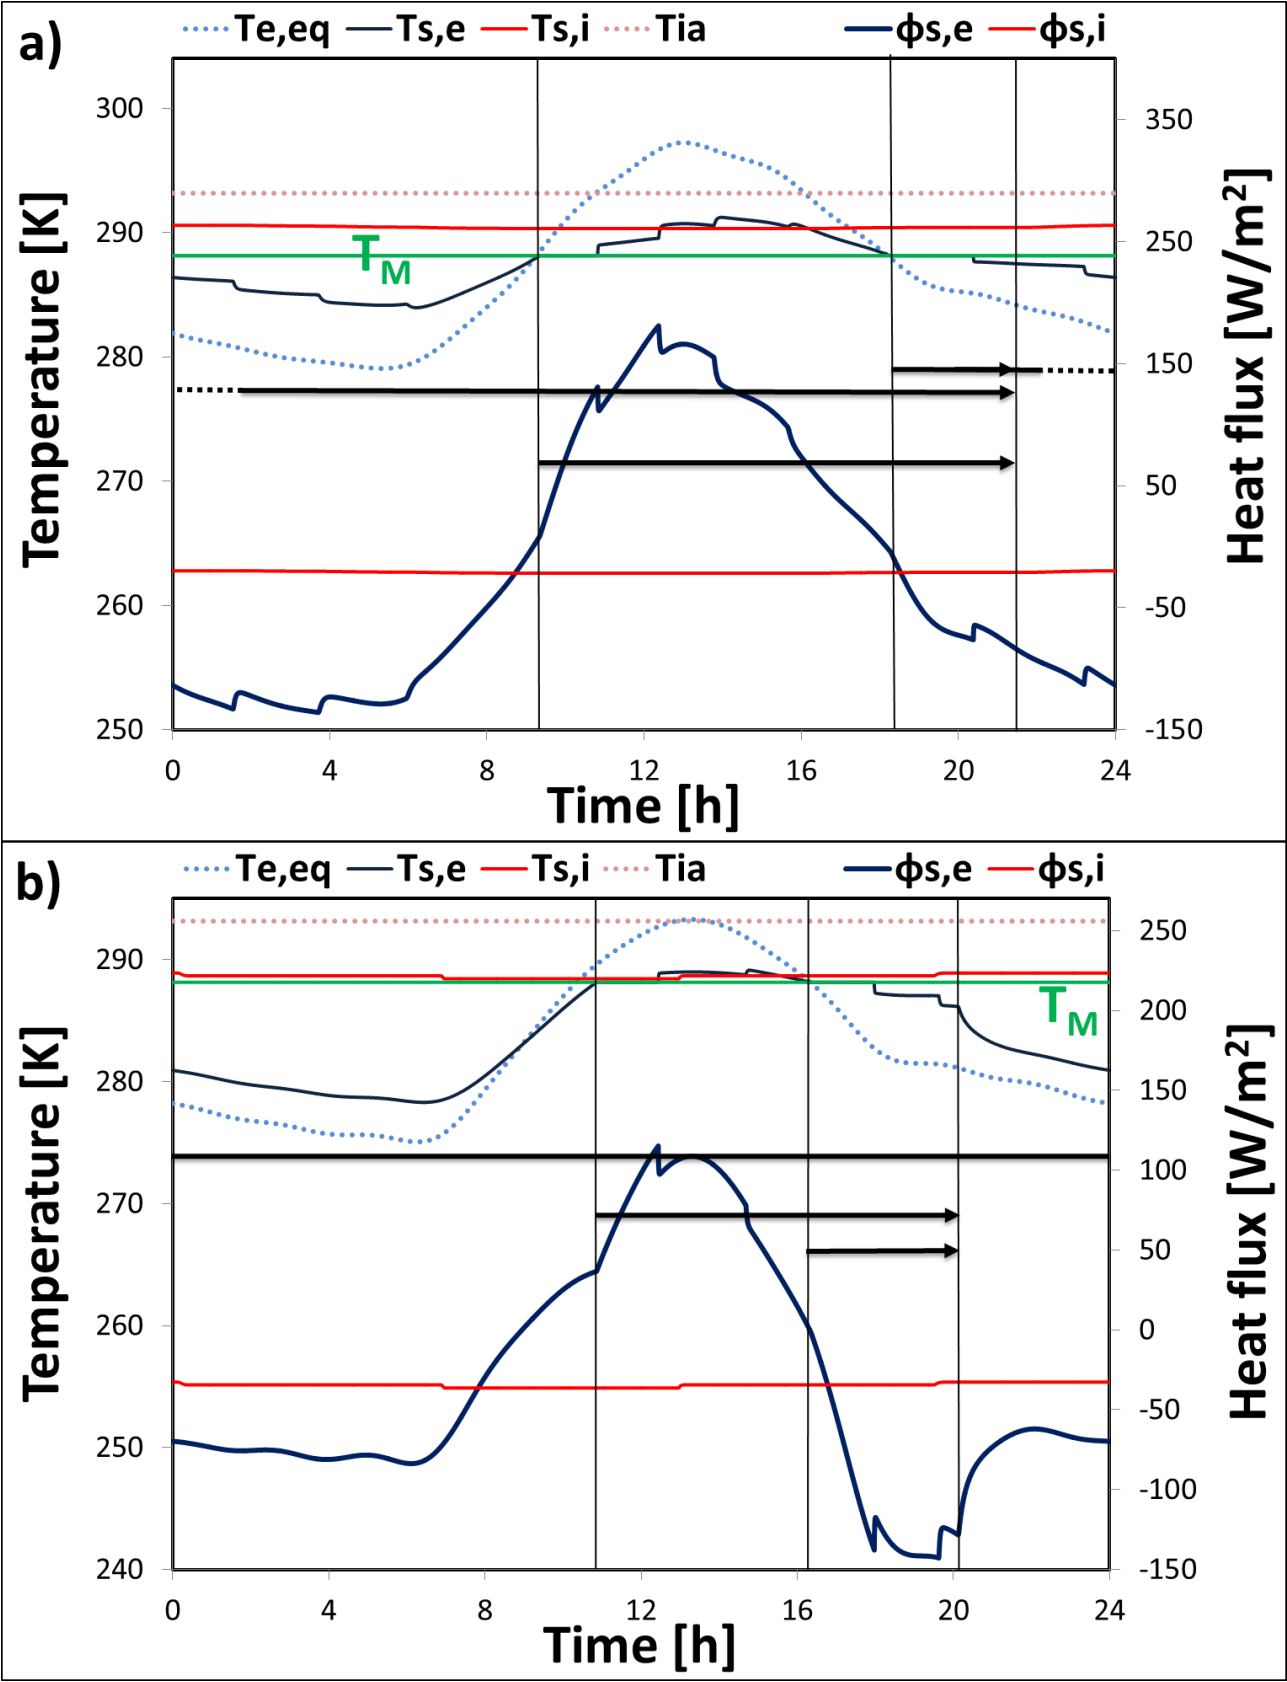 a)
Te,eq Ts,e Ts,i Tia ϕs,e ϕs,i
Temperature [K]
300
290
280
270
260
250
TM
Heat flux [W/m2]
350
250
150
50
-50
-150
0 4 8 12 16 20 24
Time [h]
b)
Te,eq Ts,e Ts,i Tia ϕs,e ϕs,i
Temperature [K]
290
280
270
260
250
240
TM
Heat flux [W/m2]
250
200
150
100
50
0
-50
-100
-150
0 4 8 12 16 20 24
Time [h]